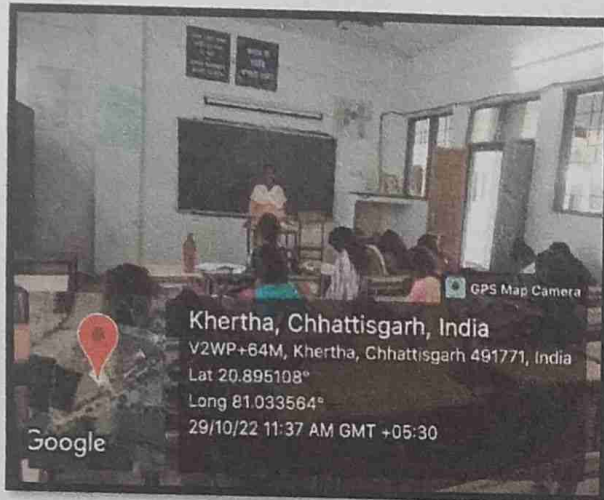 GPS Map Camera
Khertha, Chhattisgarh, India
V2WP+64M, Khertha, Chhattisgarh 491771, India
Lat 20.895108°
Long 81.033564°
29/10/22 11:37 AM GMT +05:30
Google